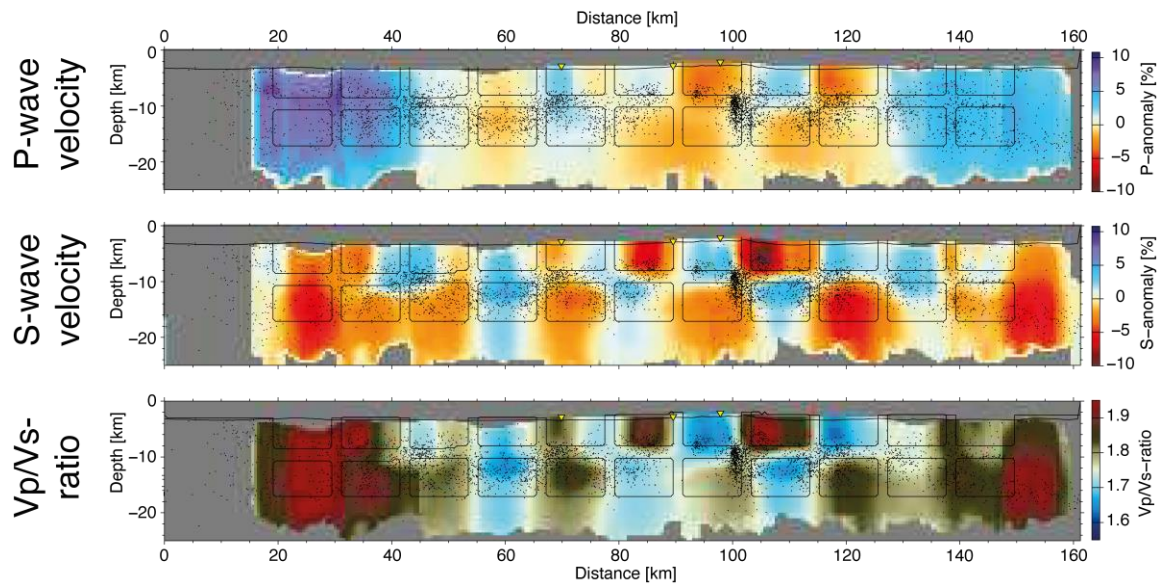 Distance [km]
0 20 40 60 80 100 120 140 160
P-wave
velocity
Depth [km]
0
−10
−20
10
5
0
−5
−10
P-anomaly [%]
S-wave
velocity
Depth [km]
0
−10
−20
10
5
0
−5
−10
S-anomaly [%]
Vp/Vs-
ratio
Depth [km]
0
−10
−20
1.9
1.8
1.7
1.6
Vp/Vs−ratio
0 20 40 60 80 100 120 140 160
Distance [km]